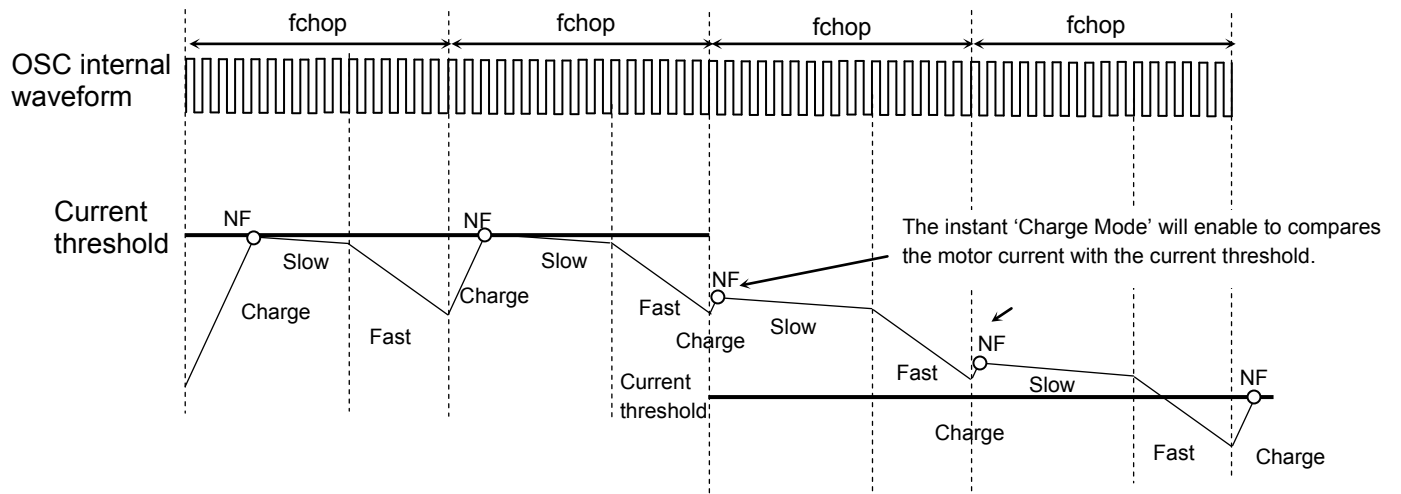 fchop
fchop
fchop
fchop
OSC internal
waveform
Current
threshold
NF
Slow
Charge
Fast
NF
Charge
Slow
Fast
Charge
The instant ‘Charge Mode’ will enable to compares
the motor current with the current threshold.
NF
Slow
Fast
Current
threshold
Charge
NF
Slow
Fast
NF
Charge